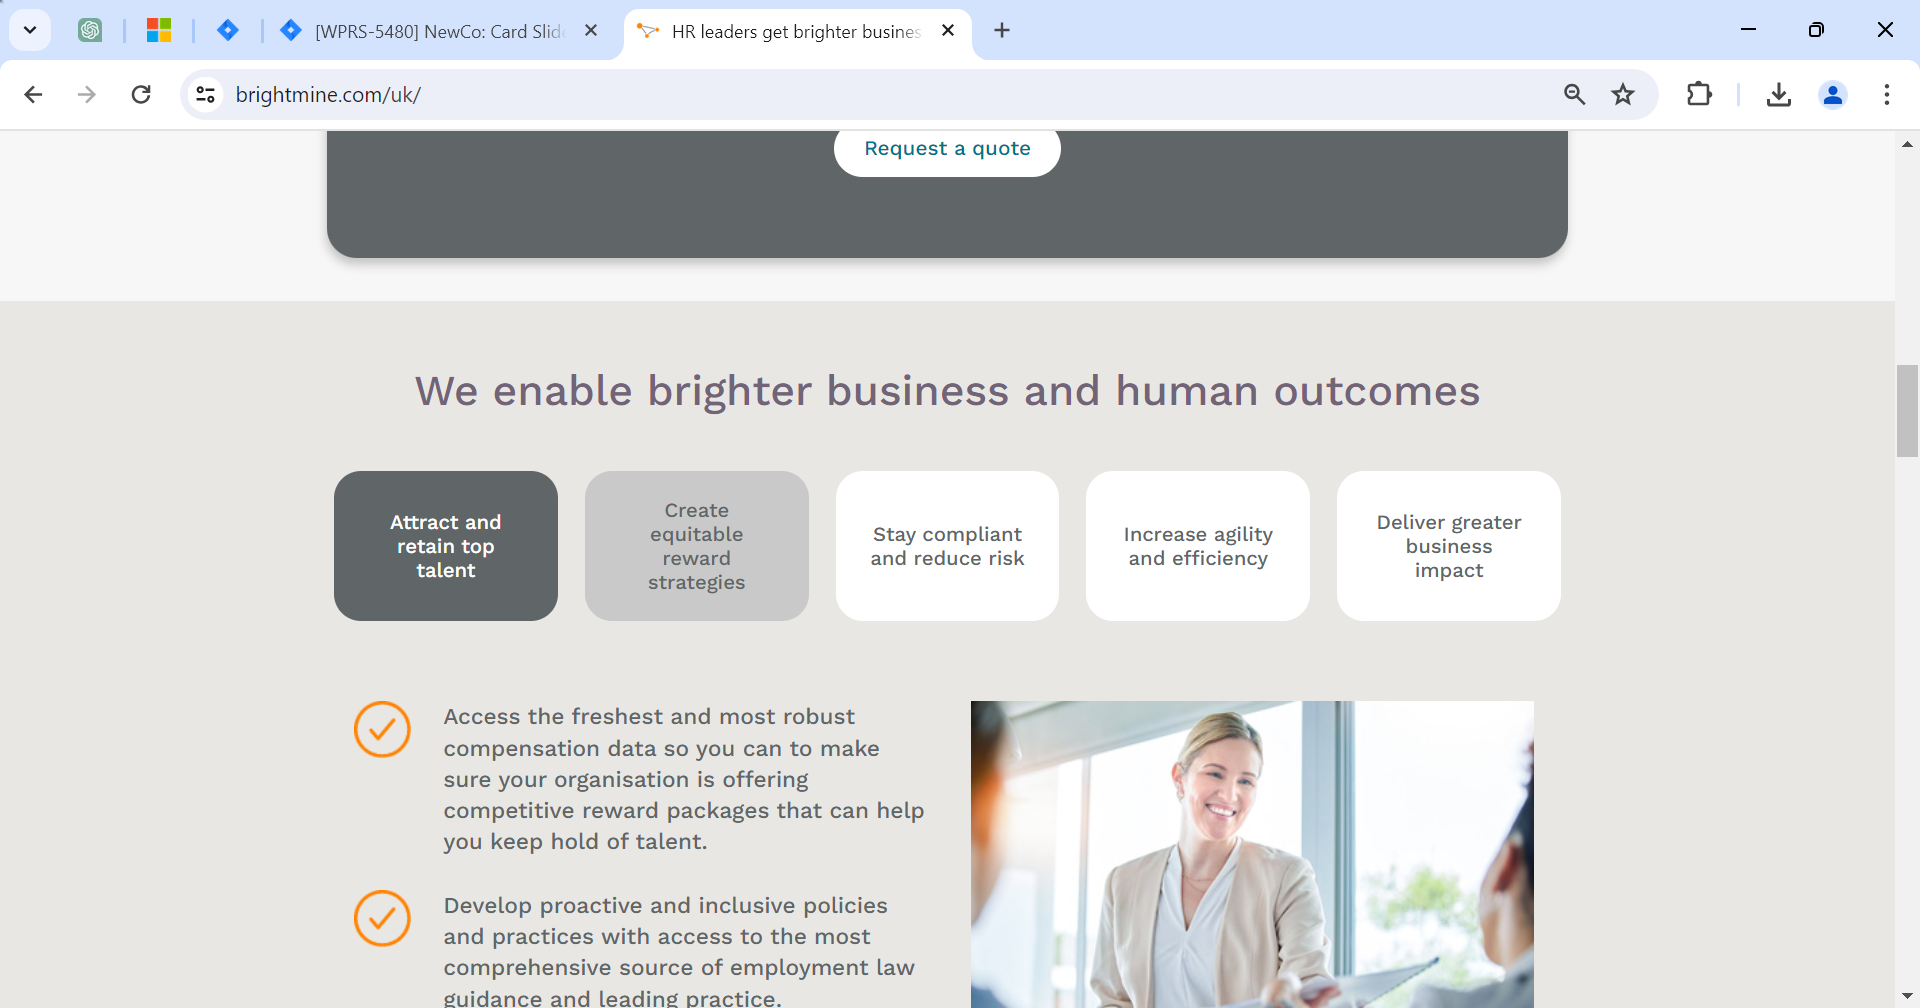 [WPRS-5480] NewCo: Card Slid
HR leaders get brighter busines
brightmine.com/uk/
Request a quote
We enable brighter business and human outcomes
Attract and
retain top
talent
Create
equitable
reward
strategies
Stay compliant
and reduce risk
Increase agility
and efficiency
Deliver greater
business
impact
Access the freshest and most robust
compensation data so you can to make
sure your organisation is offering
competitive reward packages that can help
you keep hold of talent.
Develop proactive and inclusive policies
and practices with access to the most
comprehensive source of employment law
guidance and leading practice.